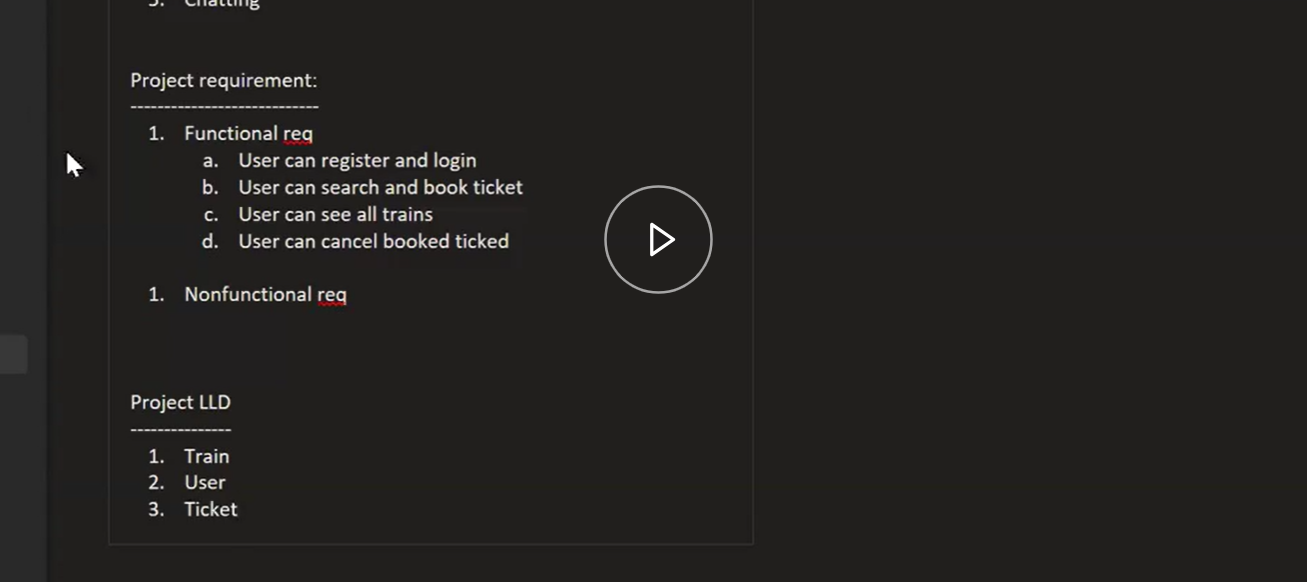 3. Chatting
Project requirement:
----------------------------
1. Functional req
a. User can register and login
b. User can search and book ticket
c. User can see all trains
d. User can cancel booked ticked
1. Nonfunctional req
Project LLD
---------------
1. Train
2. User
3. Ticket